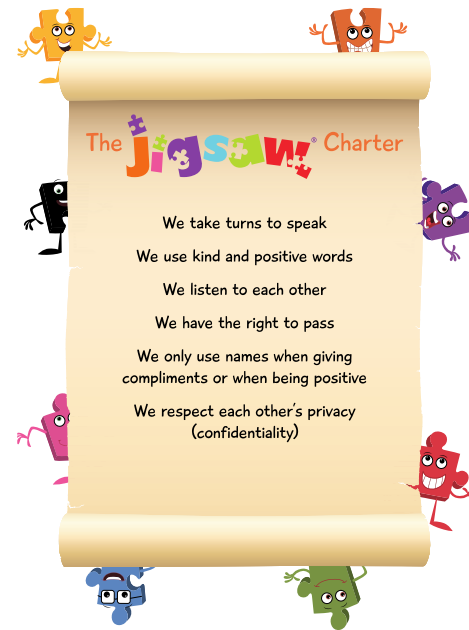 The Jigsaw® Charter
We take turns to speak
We use kind and positive words
We listen to each other
We have the right to pass
We only use names when giving
compliments or when being positive
We respect each other's privacy
(confidentiality)